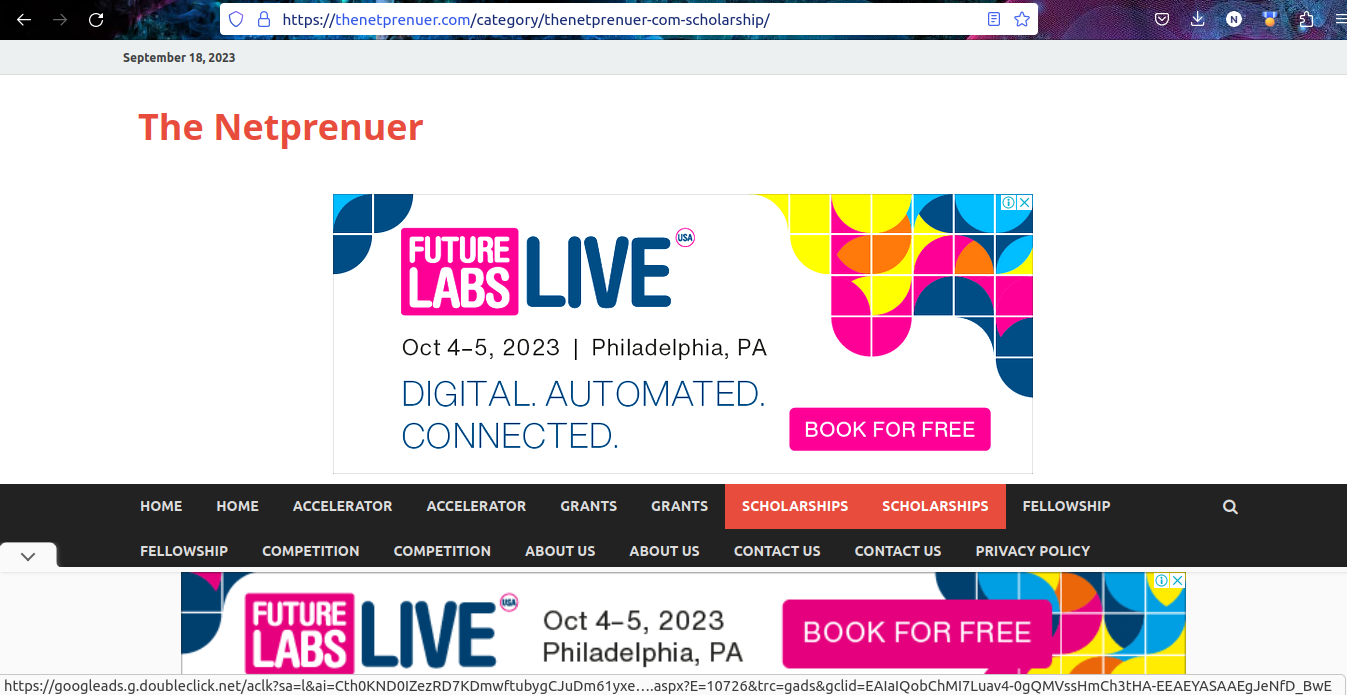 https://thenetprenuer.com/category/thenetprenuer-com-scholarship/
N
September 18, 2023
The Netprenuer
FUTURE LABS LIVE USA
Oct 4–5, 2023 | Philadelphia, PA
DIGITAL. AUTOMATED.
CONNECTED.
BOOK FOR FREE
HOME HOME ACCELERATOR ACCELERATOR GRANTS GRANTS SCHOLARSHIPS SCHOLARSHIPS FELLOWSHIP
FELLOWSHIP COMPETITION COMPETITION ABOUT US ABOUT US CONTACT US CONTACT US PRIVACY POLICY
FUTURE LABS LIVE USA
Oct 4–5, 2023
Philadelphia, PA
BOOK FOR FREE
https://googleads.g.doubleclick.net/aclk?sa=l&ai=Cth0KND0IZezRD7KDmwftubygCJuDm61yxe….aspx?E=10726&trc=gads&gclid=EAIaIQobChMI7Luav4-0gQMVssHmCh3tHA-EEAEYASAAEgJeNfD_BwE